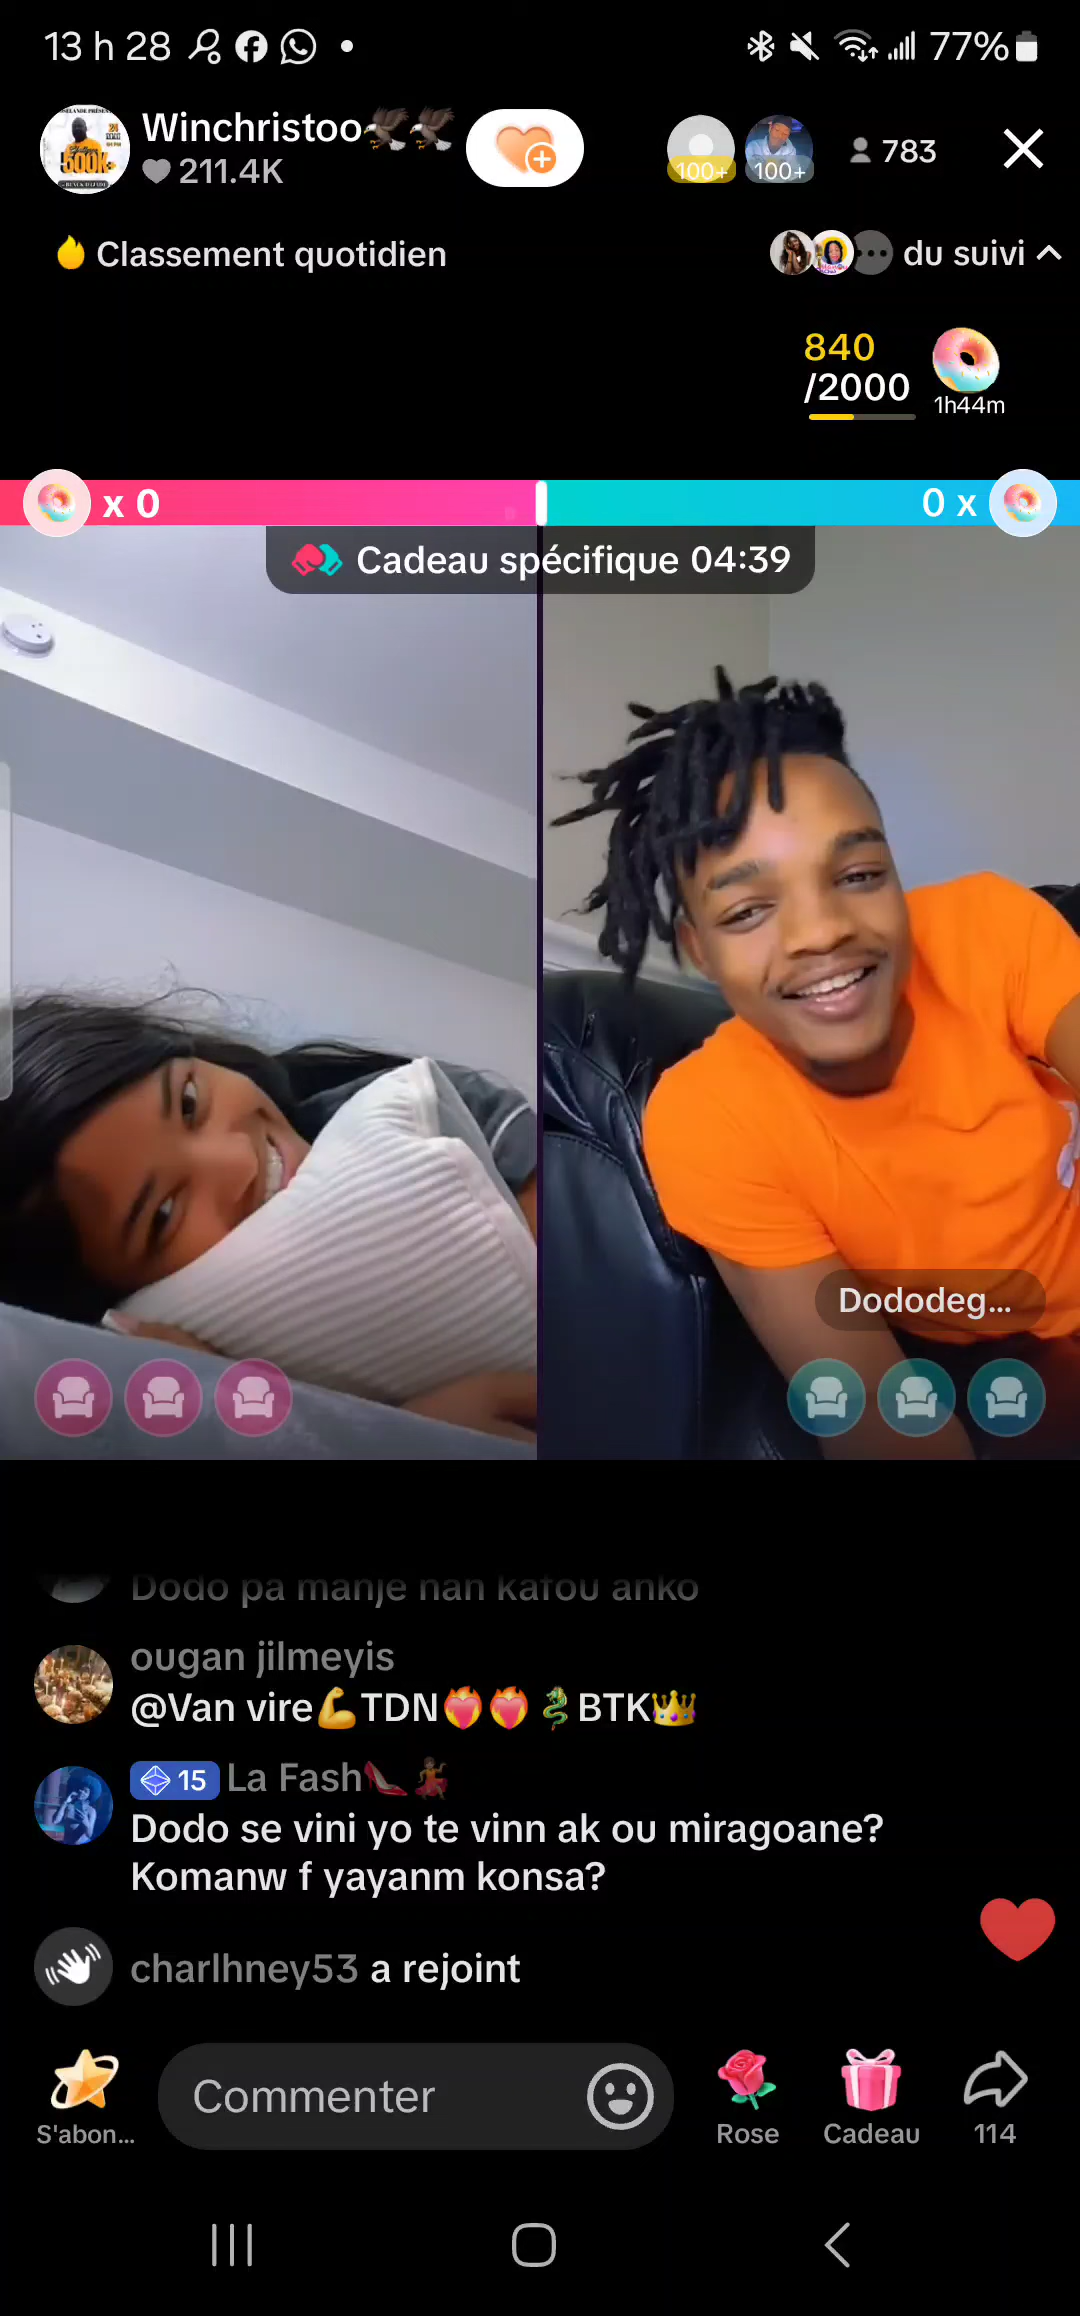 13 h 28
77%
Winchristoo🦅🦅
211.4K
100+
100+
783
Classement quotidien
du suivi
840
/2000
1h44m
x 0
0 x
Cadeau spécifique 04:39
Dododeg...
Dodo pa manje nan kafou anko
ougan jilmeyis
@Van vire💪TDN❤️‍🔥❤️‍🔥🐉BTK👑
15 La Fash👠💃
Dodo se vini yo te vinn ak ou miragoane?
Komanw f yayanm konsa?
charlhney53 a rejoint
S'abon...
Commenter
Rose
Cadeau
114